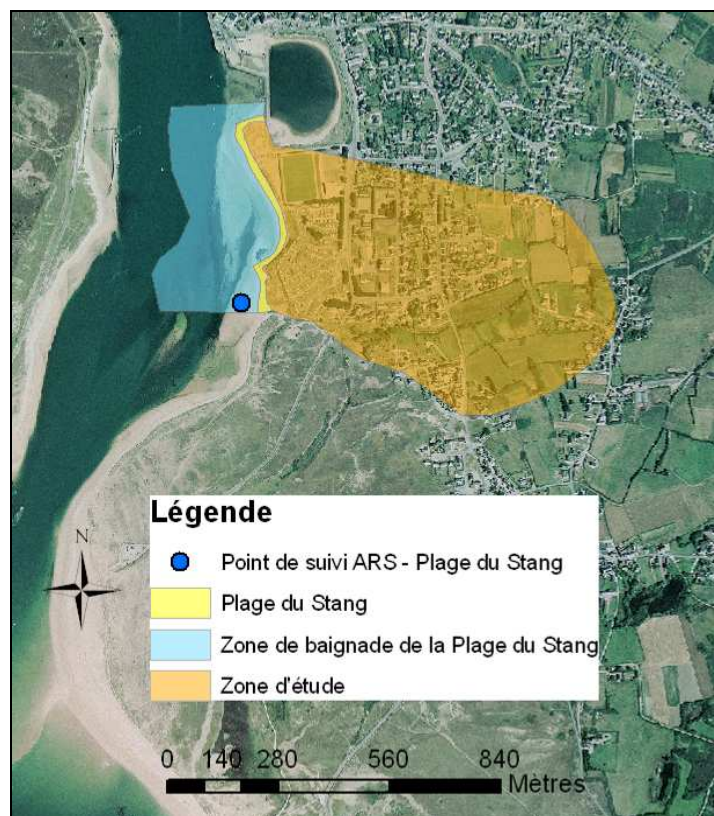 Légende
N
Point de suivi ARS - Plage du Stang
Plage du Stang
Zone de baignade de la Plage du Stang
Zone d'étude
0 140 280 560 840
Mètres